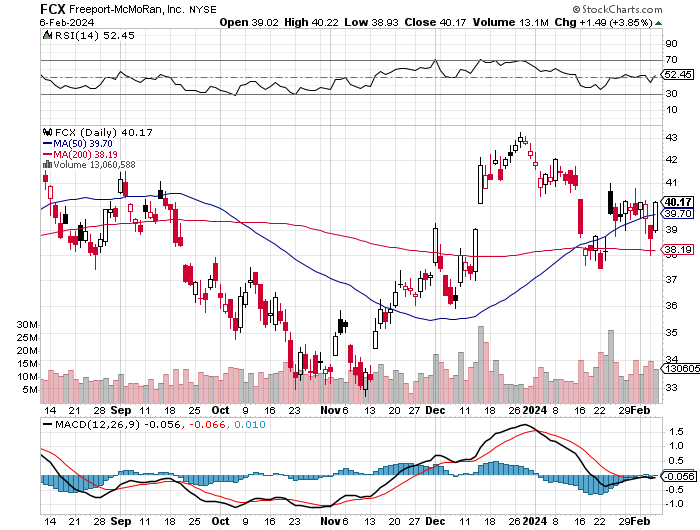 FCX Freeport-McMoRan, Inc. NYSE © StockCharts.com
6-Feb-2024 Open 39.02 High 40.22 Low 38.93 Close 40.17 Volume 13.1M Chg +1.49 (+3.85%)
RSI(14) 52.45
90
70
52.45
30
10
FCX (Daily) 40.17
MA(50) 39.70
MA(200) 38.19
Volume 13,060,588
43
42
41
40.17
39.70
39
38.19
37
36
35
34
33
30M
25M
20M
15M
10M
5M
130605
14 21 28 Sep 11 18 25 Oct 9 16 23 Nov 6 13 20 27 Dec 11 18 26 2024 8 16 22 29 Feb
MACD(12,26,9) -0.056, -0.066, 0.010
1.5
1.0
0.5
-0.056
-0.5
-1.0
14 21 28 Sep 11 18 25 Oct 9 16 23 Nov 6 13 20 27 Dec 11 18 26 2024 8 16 22 29 Feb